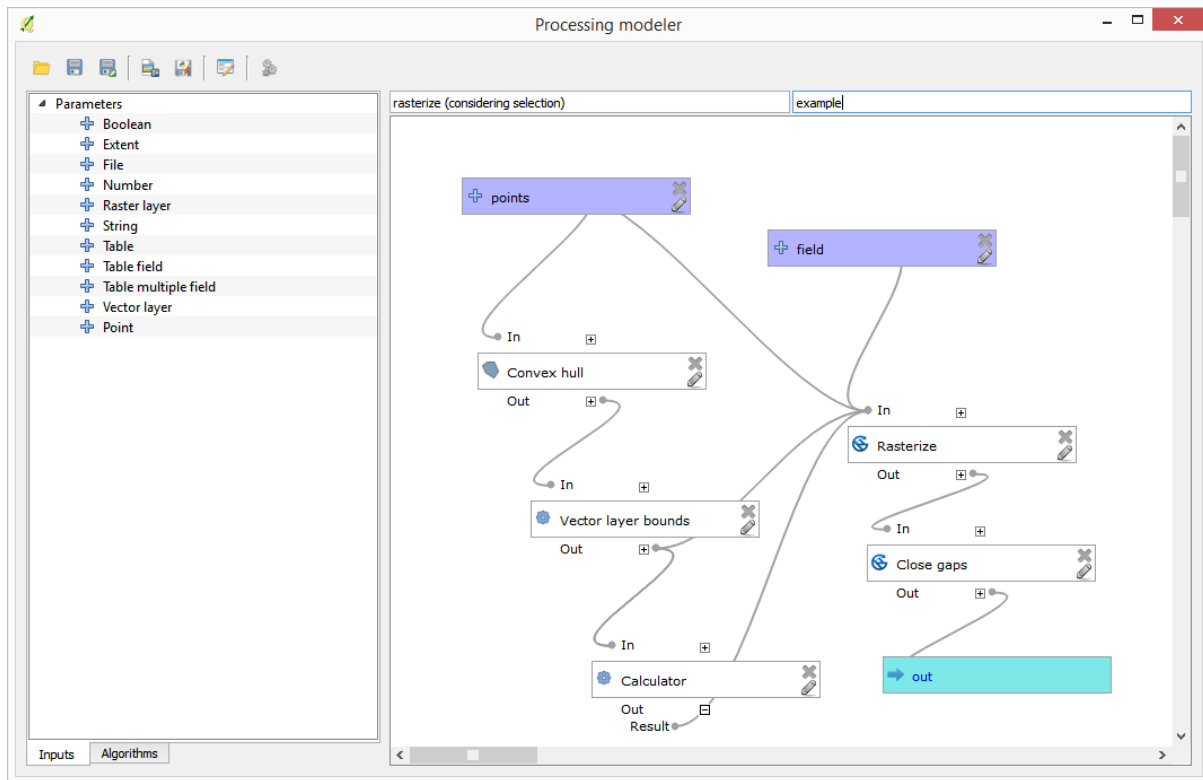 Processing modeler
Parameters
Boolean
Extent
File
Number
Raster layer
String
Table
Table field
Table multiple field
Vector layer
Point
Inputs
Algorithms
rasterize (considering selection)
example
points
field
In
Convex hull
Out
In
Rasterize
Out
In
Vector layer bounds
Out
In
Close gaps
Out
In
Calculator
Out
Result
out